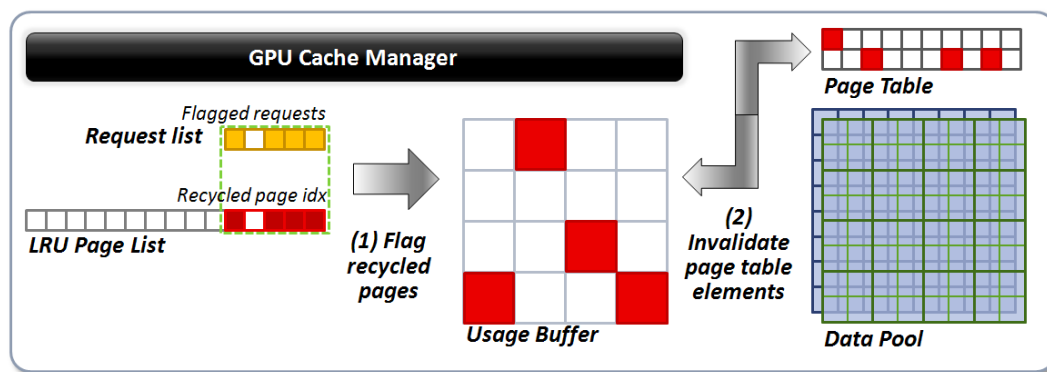 GPU Cache Manager
Flagged requests
Request list
Recycled page idx
LRU Page List
(1) Flag
recycled
pages
Usage Buffer
(2)
Invalidate
page table
elements
Page Table
Data Pool